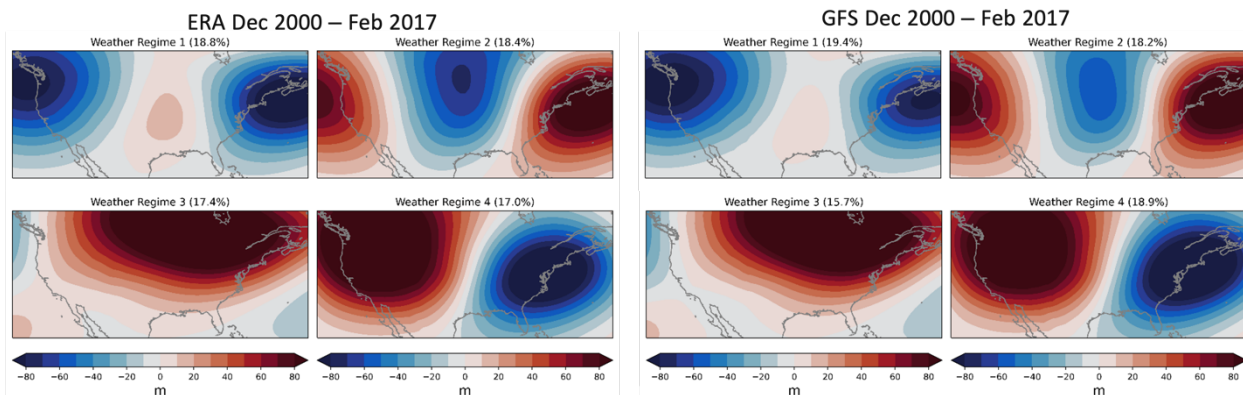 ERA Dec 2000 – Feb 2017
Weather Regime 1 (18.8%)
Weather Regime 2 (18.4%)
Weather Regime 3 (17.4%)
Weather Regime 4 (17.0%)
−80 −60 −40 −20 0 20 40 60 80
m
−80 −60 −40 −20 0 20 40 60 80
m
GFS Dec 2000 – Feb 2017
Weather Regime 1 (19.4%)
Weather Regime 2 (18.2%)
Weather Regime 3 (15.7%)
Weather Regime 4 (18.9%)
−80 −60 −40 −20 0 20 40 60 80
m
−80 −60 −40 −20 0 20 40 60 80
m